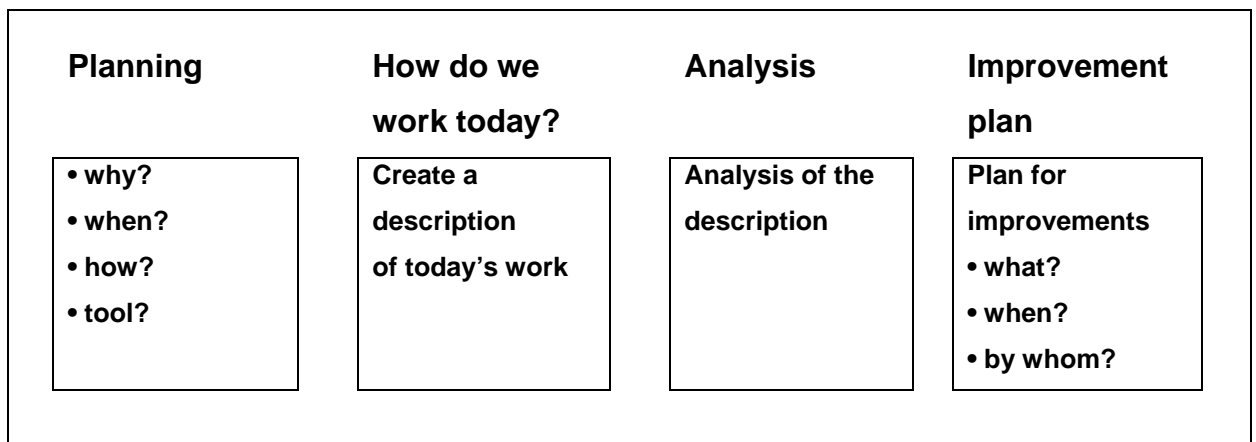 Planning
• why?
• when?
• how?
• tool?
How do we
work today?
Create a
description
of today’s work
Analysis
Analysis of the
description
Improvement
plan
Plan for
improvements
• what?
• when?
• by whom?